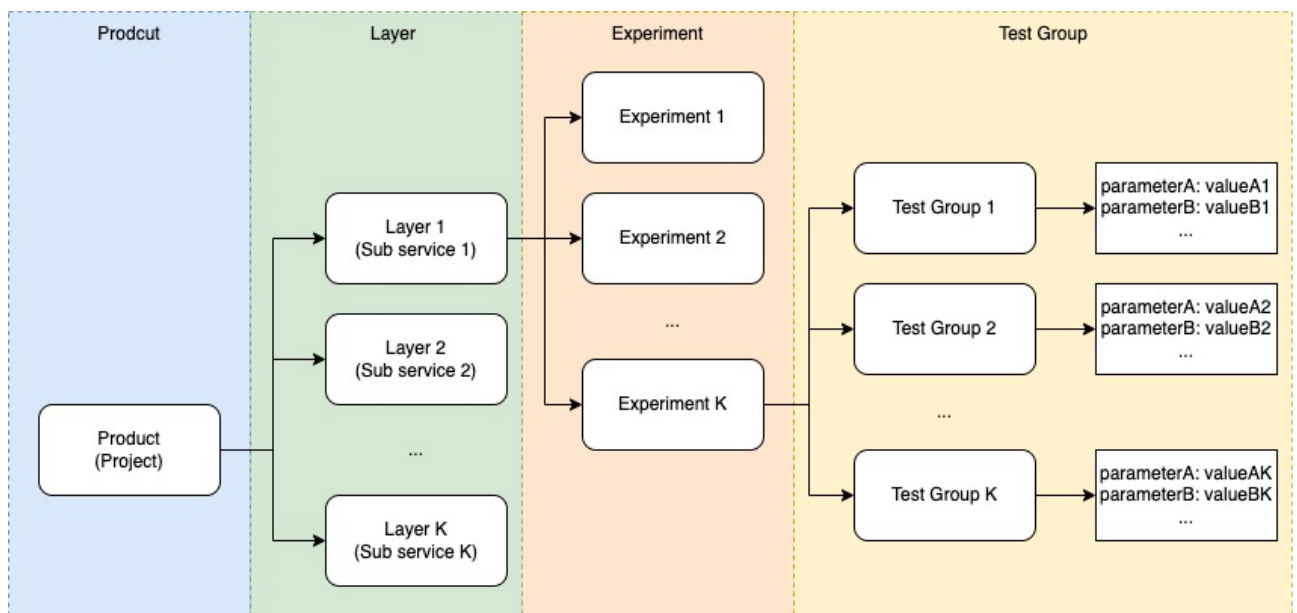 Prodcut
Layer
Experiment
Test Group
Product
(Project)
Layer 1
(Sub service 1)
Layer 2
(Sub service 2)
...
Layer K
(Sub service K)
Experiment 1
Experiment 2
...
Experiment K
Test Group 1
Test Group 2
...
Test Group K
parameterA: valueA1
parameterB: valueB1
...
parameterA: valueA2
parameterB: valueB2
...
parameterA: valueAK
parameterB: valueBK
...